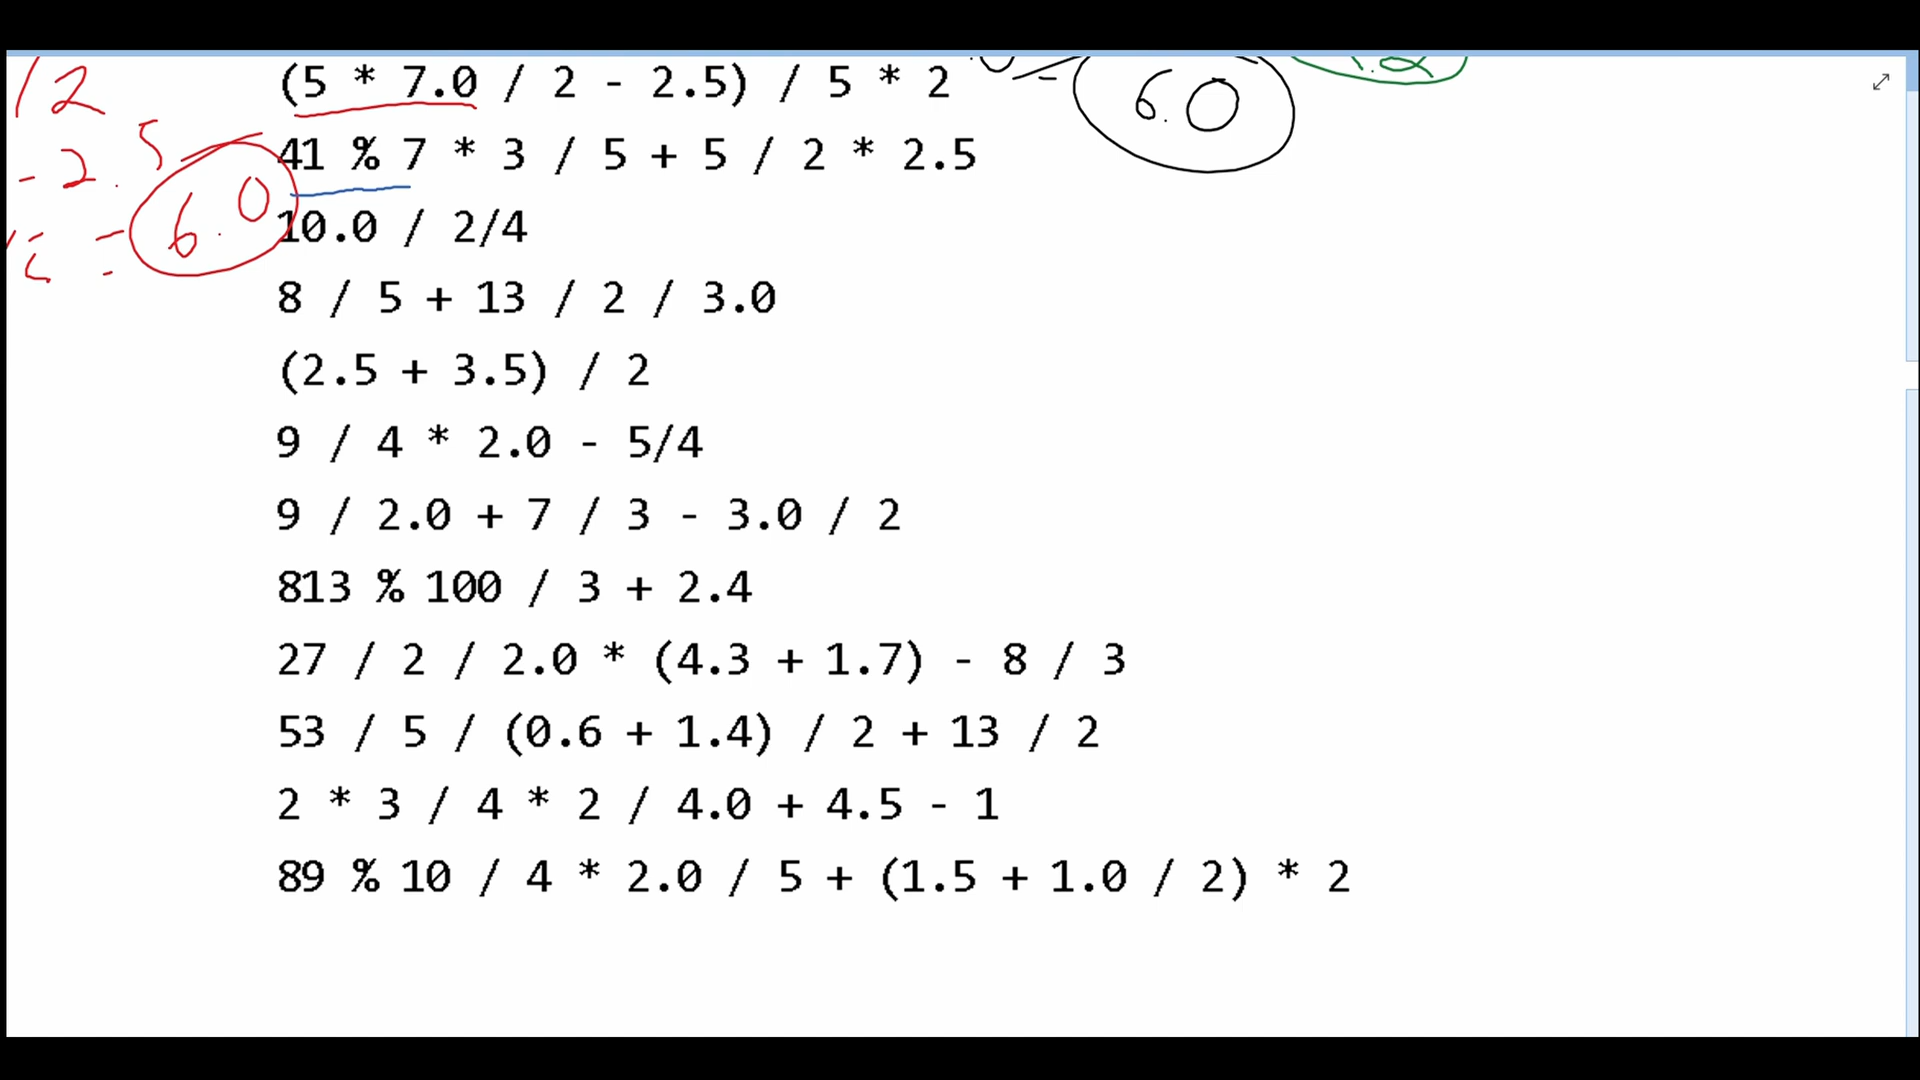 /2
(5 * 7.0 / 2 - 2.5) / 5 * 2
6.0
- 2.5
41 % 7 * 3 / 5 + 5 / 2 * 2.5
= 6.0
10.0 / 2/4
8 / 5 + 13 / 2 / 3.0
(2.5 + 3.5) / 2
9 / 4 * 2.0 - 5/4
9 / 2.0 + 7 / 3 - 3.0 / 2
813 % 100 / 3 + 2.4
27 / 2 / 2.0 * (4.3 + 1.7) - 8 / 3
53 / 5 / (0.6 + 1.4) / 2 + 13 / 2
2 * 3 / 4 * 2 / 4.0 + 4.5 - 1
89 % 10 / 4 * 2.0 / 5 + (1.5 + 1.0 / 2) * 2